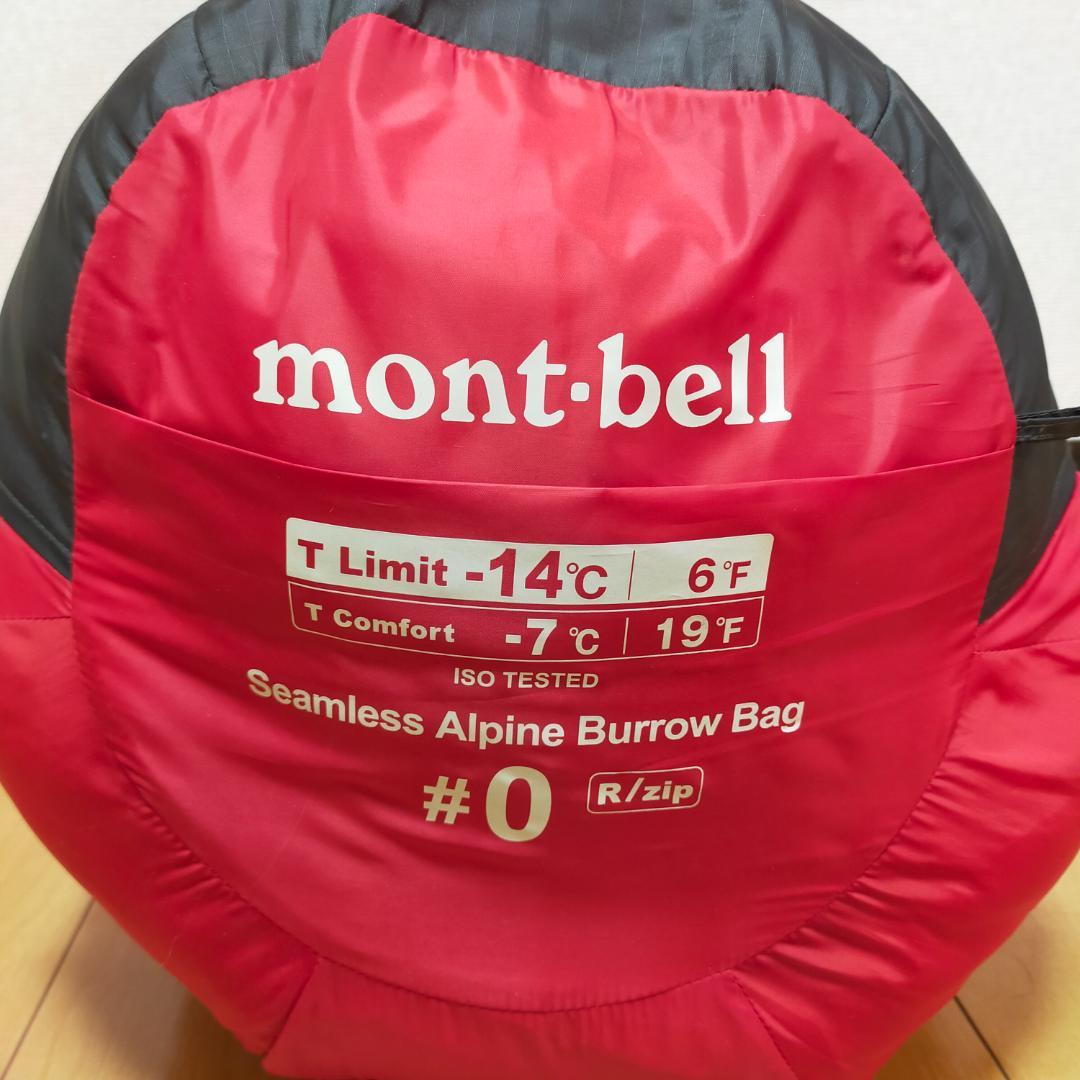 mont·bell
T Limit -14℃ 6°F
T Comfort -7℃ 19°F
ISO TESTED
Seamless Alpine Burrow Bag
#0 R/zip